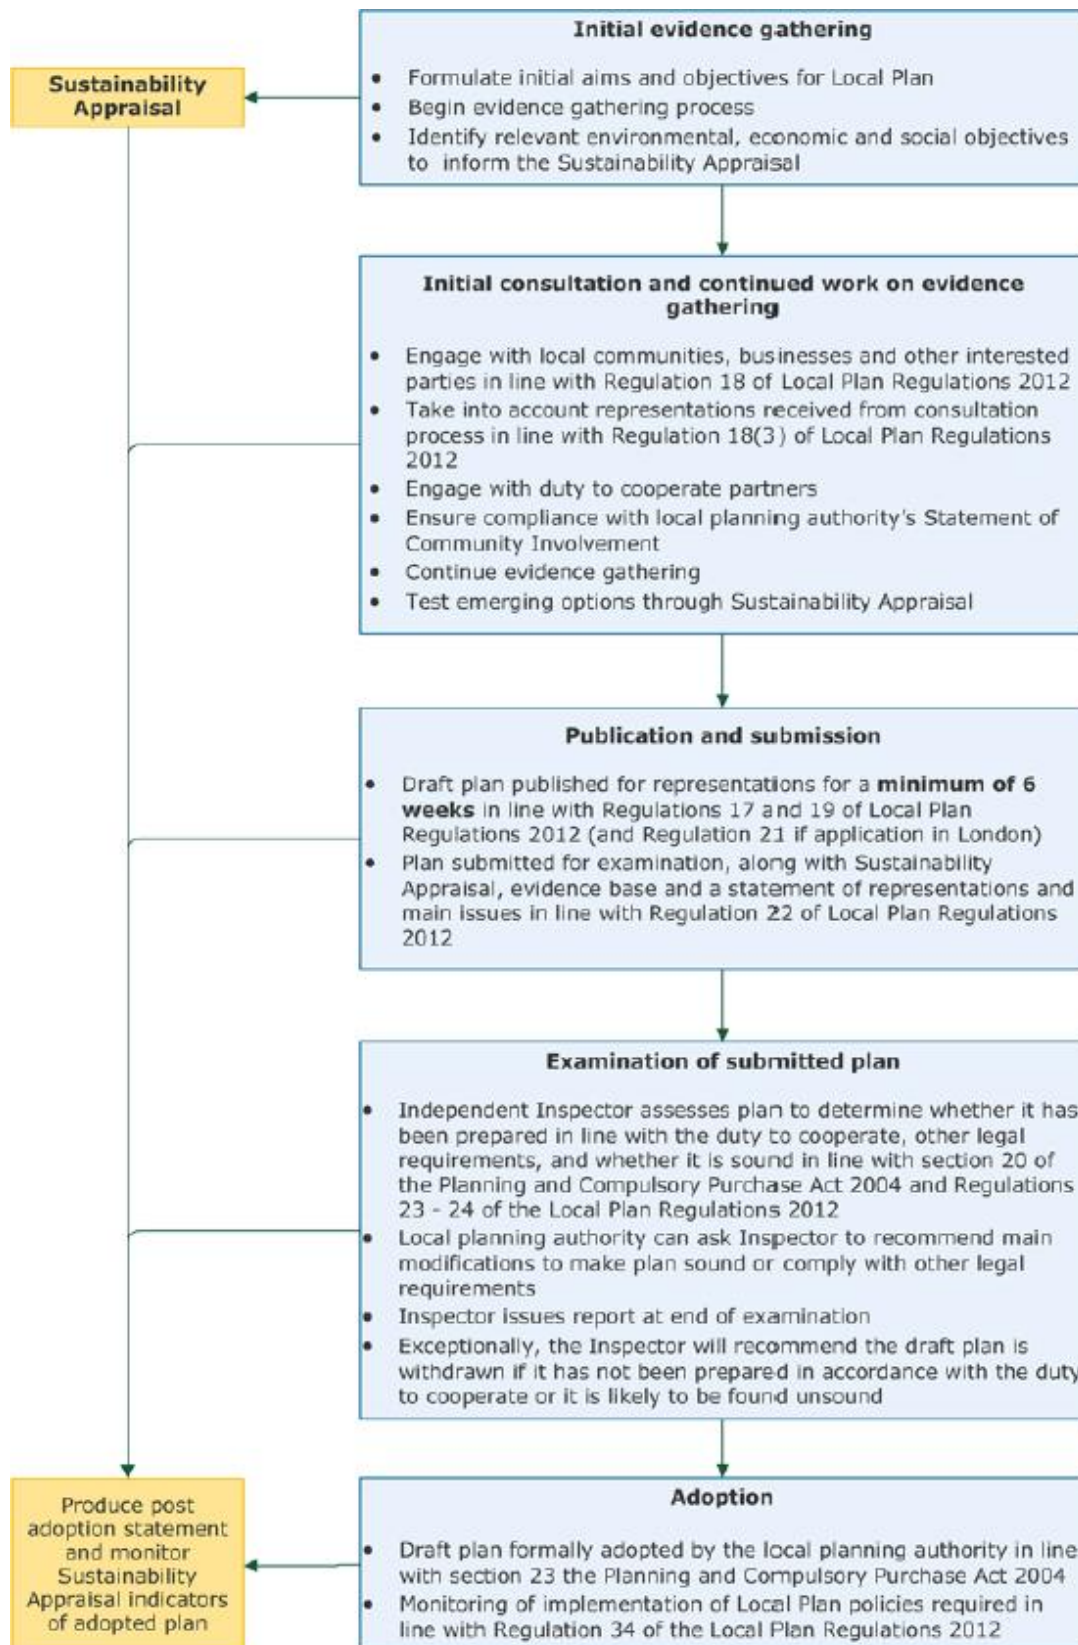 Initial evidence gathering
• Formulate initial aims and objectives for Local Plan
• Begin evidence gathering process
• Identify relevant environmental, economic and social objectives
to inform the Sustainability Appraisal
Sustainability
Appraisal
Initial consultation and continued work on evidence
gathering
• Engage with local communities, businesses and other interested
parties in line with Regulation 18 of Local Plan Regulations 2012
• Take into account representations received from consultation
process in line with Regulation 18(3) of Local Plan Regulations
2012
• Engage with duty to cooperate partners
• Ensure compliance with local planning authority's Statement of
Community Involvement
• Continue evidence gathering
• Test emerging options through Sustainability Appraisal
Publication and submission
• Draft plan published for representations for a minimum of 6
weeks in line with Regulations 17 and 19 of Local Plan
Regulations 2012 (and Regulation 21 if application in London)
• Plan submitted for examination, along with Sustainability
Appraisal, evidence base and a statement of representations and
main issues in line with Regulation 22 of Local Plan Regulations
2012
Examination of submitted plan
• Independent Inspector assesses plan to determine whether it has
been prepared in line with the duty to cooperate, other legal
requirements, and whether it is sound in line with section 20 of
the Planning and Compulsory Purchase Act 2004 and Regulations
23 - 24 of the Local Plan Regulations 2012
• Local planning authority can ask Inspector to recommend main
modifications to make plan sound or comply with other legal
requirements
• Inspector issues report at end of examination
• Exceptionally, the Inspector will recommend the draft plan is
withdrawn if it has not been prepared in accordance with the duty
to cooperate or it is likely to be found unsound
Adoption
• Draft plan formally adopted by the local planning authority in line
with section 23 the Planning and Compulsory Purchase Act 2004
• Monitoring of implementation of Local Plan policies required in
line with Regulation 34 of the Local Plan Regulations 2012
Produce post
adoption statement
and monitor
Sustainability
Appraisal indicators
of adopted plan